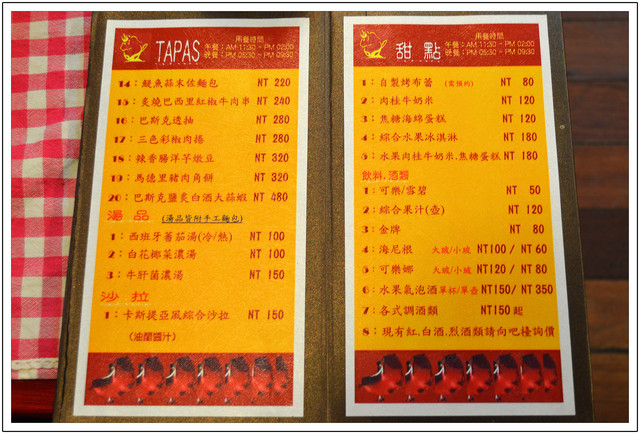 TAPAS
用餐時間
午餐：AM 11:30 - PM 02:00
晚餐：PM 05:30 - PM 09:30
14：鯷魚蒜末佐麵包 NT 220
15：炙燒巴西里紅椒牛肉串 NT 240
16：巴斯克透抽 NT 280
17：三色彩椒肉捲 NT 280
18：辣香腸洋芋燉豆 NT 320
19：馬德里豬肉角餅 NT 320
20：巴斯克鹽炙白酒大蒜蝦 NT 480
湯 品 (湯品皆附手工麵包)
1：西班牙蕃茄湯(冷/熱) NT 100
2：白花椰菜濃湯 NT 100
3：牛肝菌濃湯 NT 150
沙 拉
1：卡斯提亞風綜合沙拉 NT 150
(油蘭醬汁)
甜 點
用餐時間
午餐：AM 11:30 - PM 02:00
晚餐：PM 05:30 - PM 09:30
1：自製烤布蕾 (需預約) NT 80
2：肉桂牛奶米 NT 120
3：焦糖海綿蛋糕 NT 120
4：綜合水果冰淇淋 NT 180
5：水果肉桂牛奶米.焦糖蛋糕 NT 180
飲料.酒類
1：可樂/雪碧 NT 50
2：綜合果汁(壺) NT 120
3：金牌 NT 80
4：海尼根 大玻/小玻 NT100 / NT 60
5：可樂娜 大玻/小玻 NT120 / NT 80
6：水果氣泡酒 單杯/單壺 NT150/ NT 350
7：各式調酒類 NT150 起
8：現有紅.白酒.烈酒類請向吧檯詢價